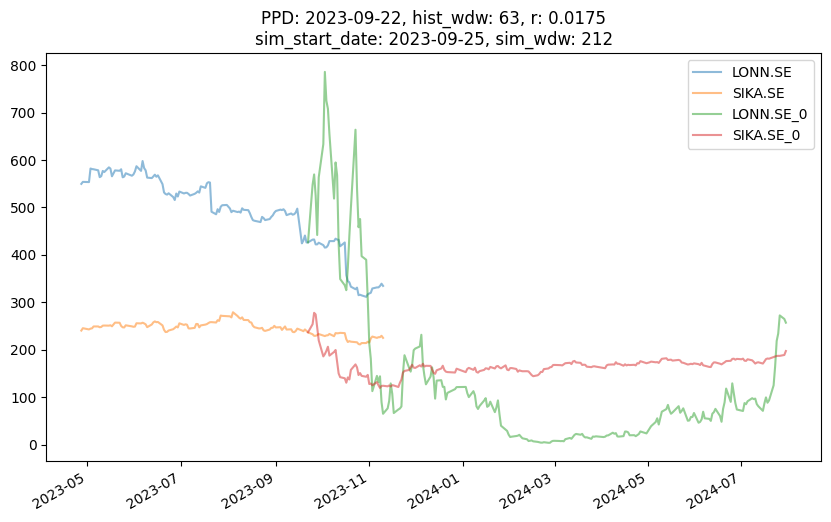 PPD: 2023-09-22, hist_wdw: 63, r: 0.0175
sim_start_date: 2023-09-25, sim_wdw: 212
LONN.SE
SIKA.SE
LONN.SE_0
SIKA.SE_0
800
700
600
500
400
300
200
100
0
2023-05
2023-07
2023-09
2023-11
2024-01
2024-03
2024-05
2024-07